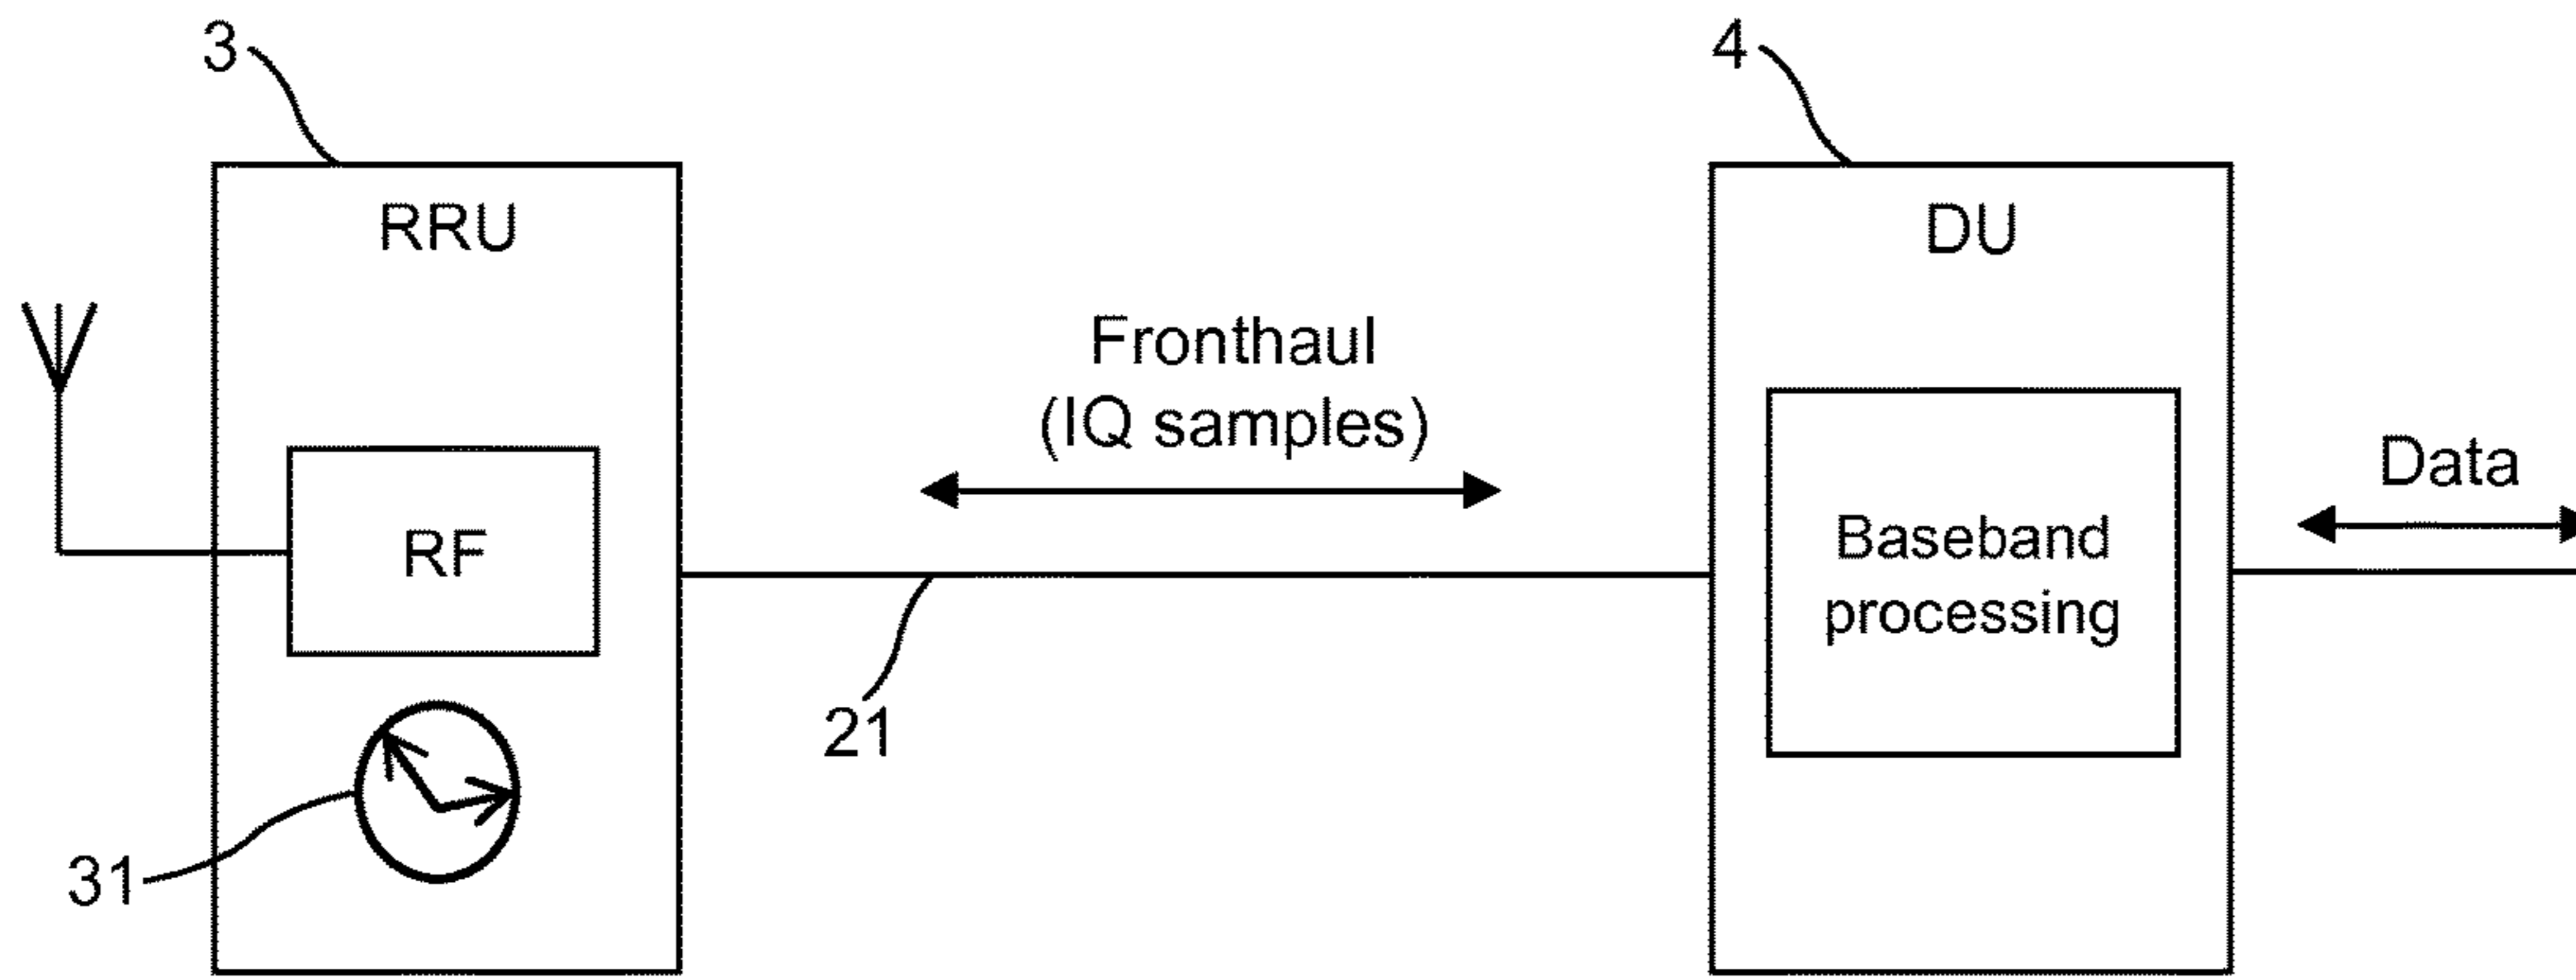 3
4
RRU
DU
Fronthaul
(IQ samples)
Data
RF
Baseband
processing
21
31